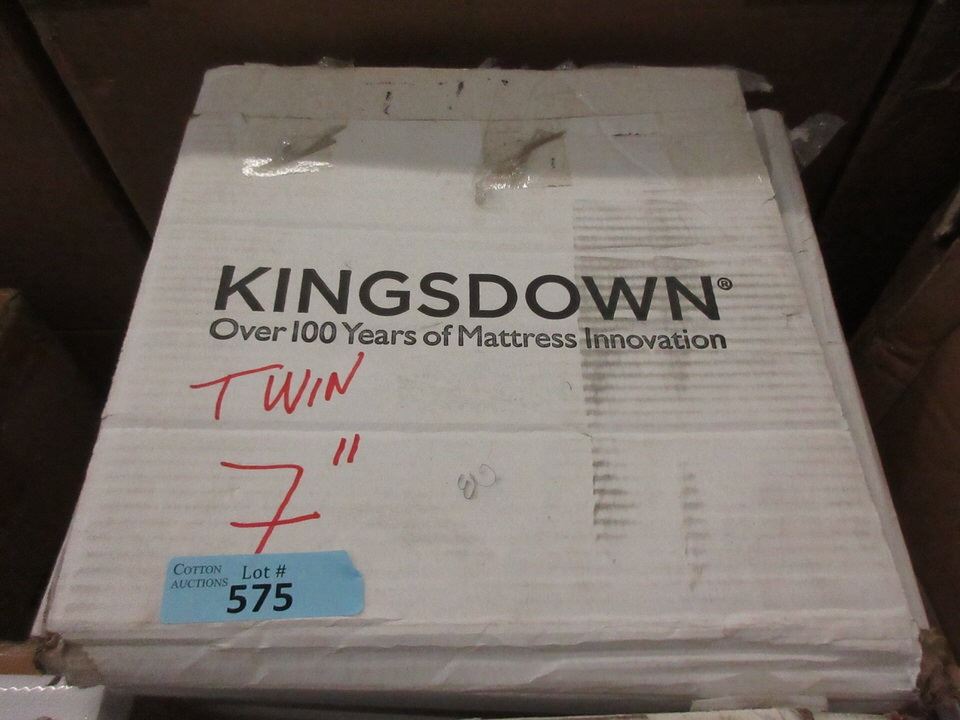 KINGSDOWN®
Over 100 Years of Mattress Innovation
TWIN
7"
COTTON AUCTIONS Lot #
575